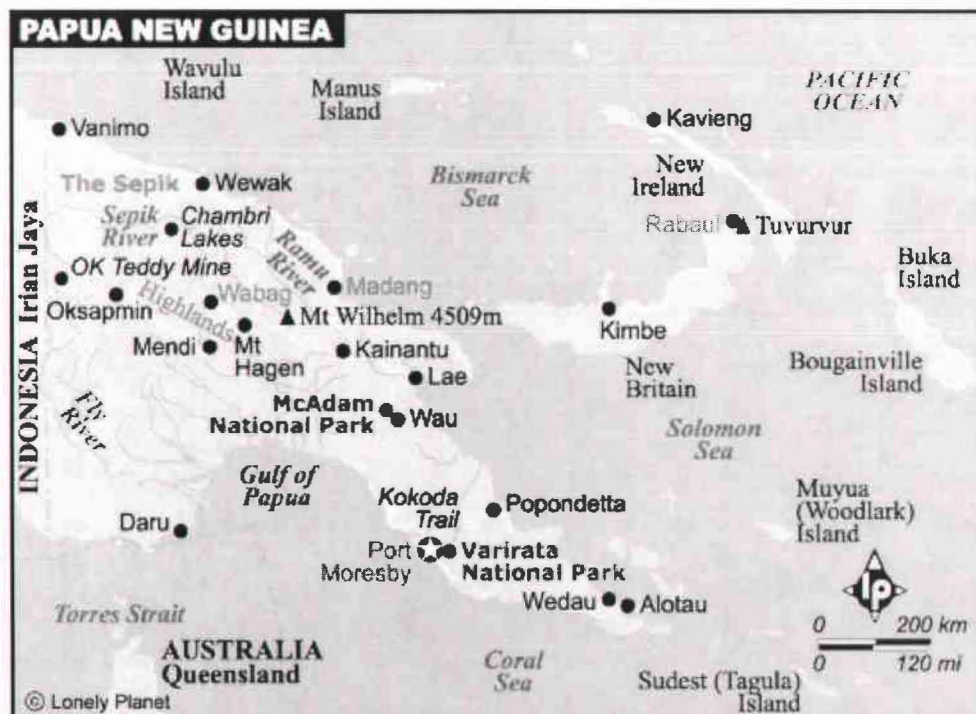 PAPUA NEW GUINEA
Wavulu
Island
Manus
Island
PACIFIC
OCEAN
Vanimo
Kavieng
The Sepik
Wewak
Bismarck
Sea
New
Ireland
Sepik
River
Chambri
Lakes
Ramu
River
Rabaul
Tuvurvur
INDONESIA Irian Jaya
OK Teddy Mine
Oksapmin
Highlands
Wabag
Madang
Buka
Island
Mt Wilhelm 4509m
Kimbe
Mendi
Mt
Hagen
Kainantu
Lae
New
Britain
Bougainville
Island
Fly
River
McAdam
National Park
Wau
Solomon
Sea
Gulf of
Papua
Kokoda
Trail
Popondetta
Muyua
(Woodlark)
Island
Daru
Port
Moresby
Varirata
National Park
Wedau
Alotau
lp
Torres Strait
0 200 km
0 120 mi
AUSTRALIA
Queensland
Coral
Sea
Sudest (Tagula)
Island
© Lonely Planet